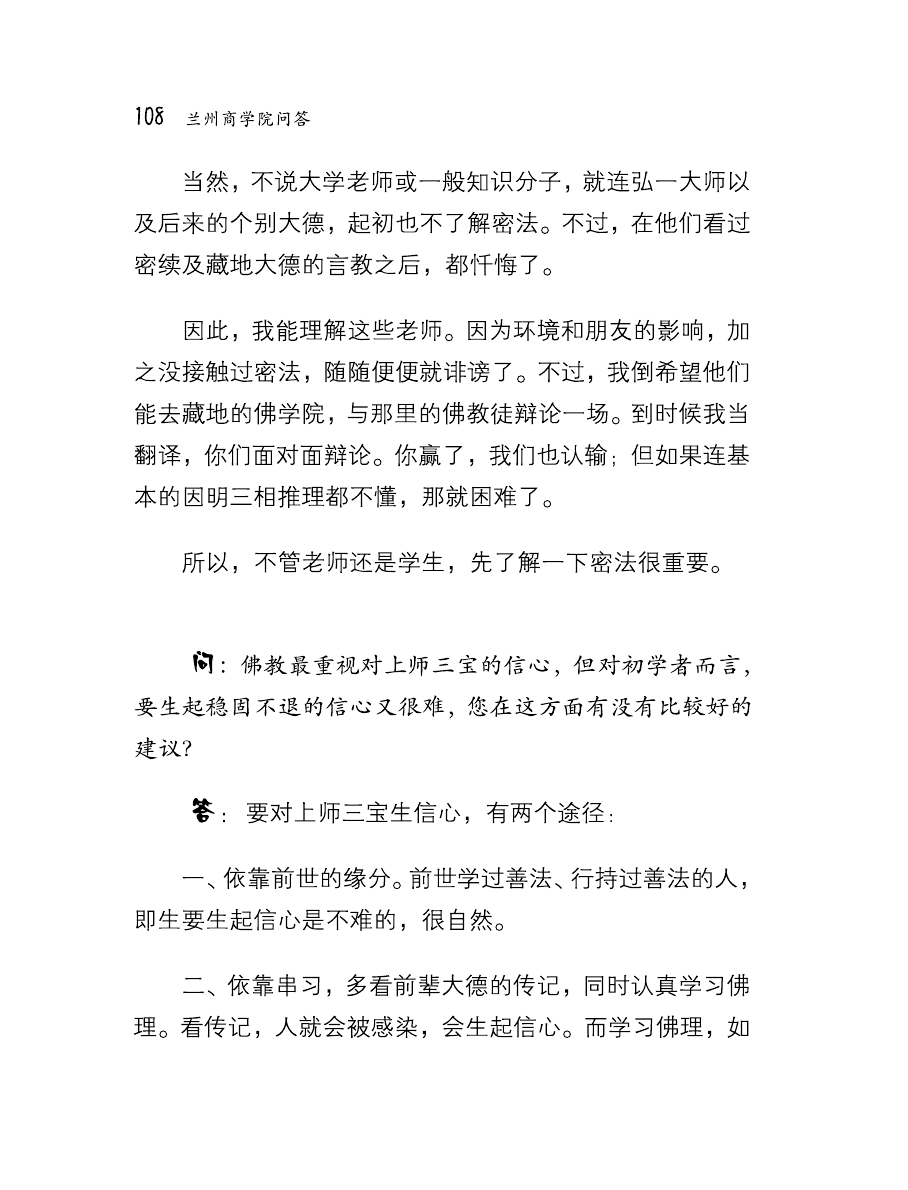 108 兰州商学院问答
当然，不说大学老师或一般知识分子，就连弘一大师以
及后来的个别大德，起初也不了解密法。不过，在他们看过
密续及藏地大德的言教之后，都忏悔了。
因此，我能理解这些老师。因为环境和朋友的影响，加
之没接触过密法，随随便便就诽谤了。不过，我倒希望他们
能去藏地的佛学院，与那里的佛教徒辩论一场。到时候我当
翻译，你们面对面辩论。你赢了，我们也认输；但如果连基
本的因明三相推理都不懂，那就困难了。
所以，不管老师还是学生，先了解一下密法很重要。
问：佛教最重视对上师三宝的信心，但对初学者而言，
要生起稳固不退的信心又很难，您在这方面有没有比较好的
建议？
答：要对上师三宝生信心，有两个途径：
一、依靠前世的缘分。前世学过善法、行持过善法的人，
即生要生起信心是不难的，很自然。
二、依靠串习，多看前辈大德的传记，同时认真学习佛
理。看传记，人就会被感染，会生起信心。而学习佛理，如